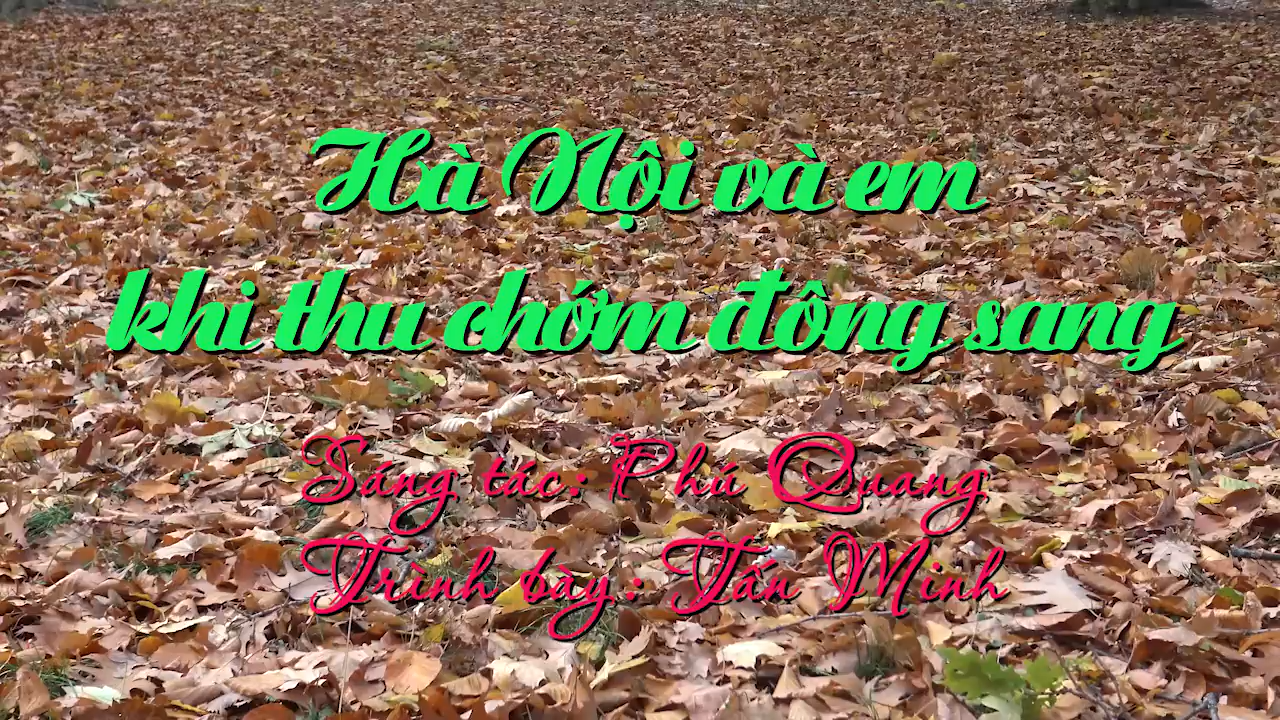 Hà Nội và em
khi thu chớm đông sang
Sáng tác: Phú Quang
Trình bày: Tấn Minh